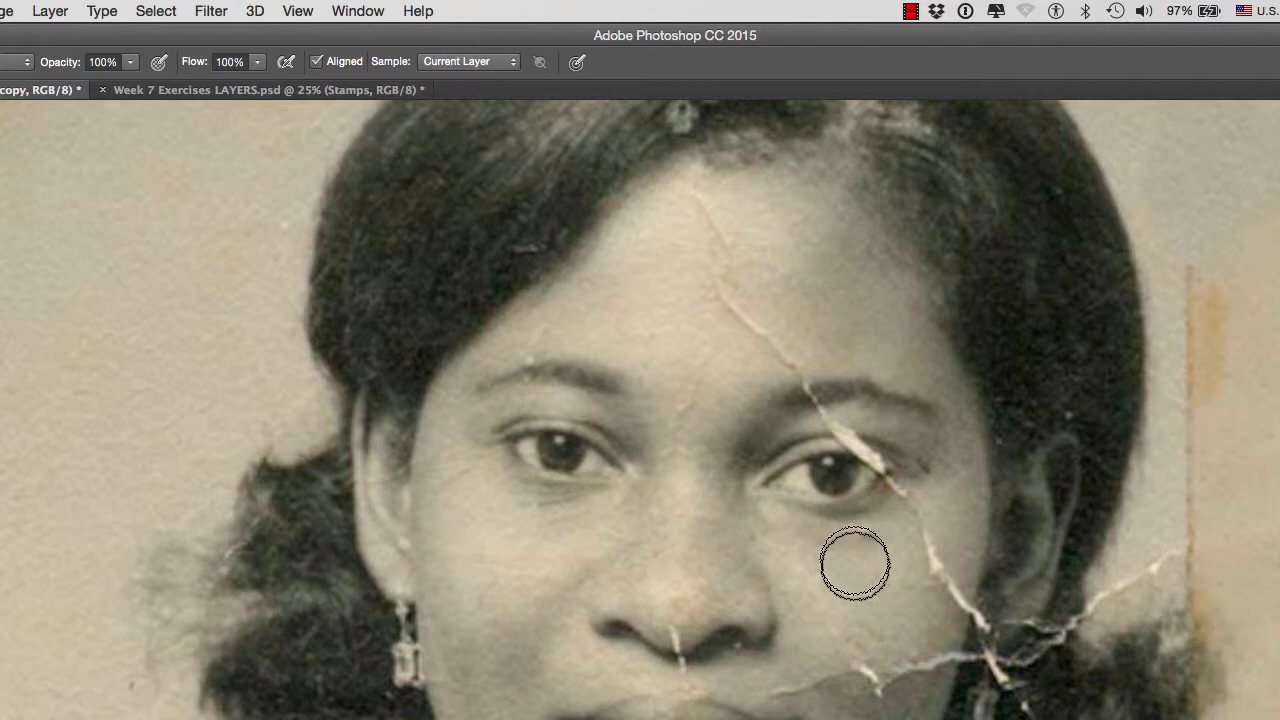 ge Layer Type Select Filter 3D View Window Help 97% U.S.
Adobe Photoshop CC 2015
Opacity: 100% Flow: 100% Aligned Sample: Current Layer
copy, RGB/8) * × Week 7 Exercises LAYERS.psd @ 25% (Stamps, RGB/8) *